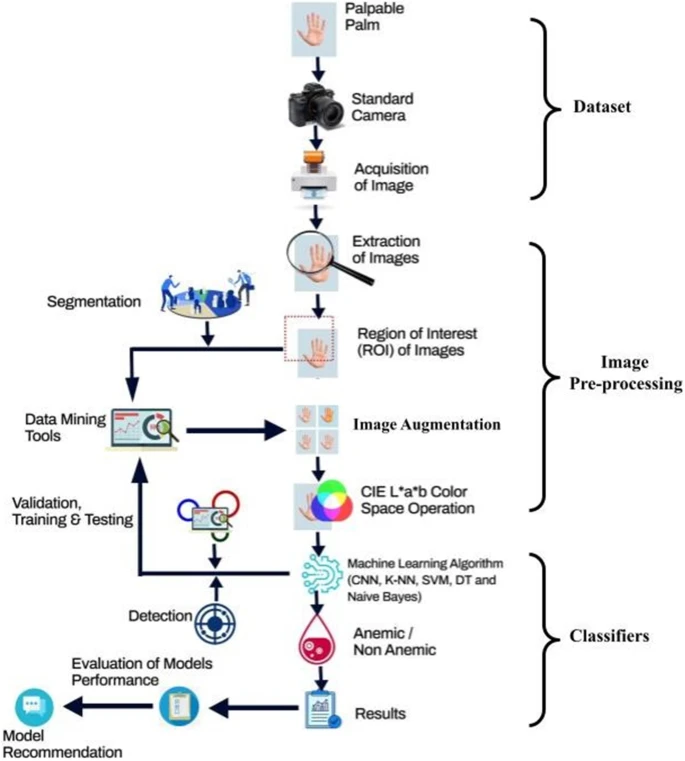 Palpable
Palm
Standard
Camera
Dataset
Acquisition
of Image
Extraction
of Images
Segmentation
Region of Interest
(ROI) of Images
Image
Pre-processing
Data Mining
Tools
Image Augmentation
CIE L*a*b Color
Space Operation
Validation,
Training & Testing
Machine Learning Algorithm
(CNN, K-NN, SVM, DT and
Naive Bayes)
Detection
Anemic /
Non Anemic
Classifiers
Evaluation of Models
Performance
Results
Model
Recommendation